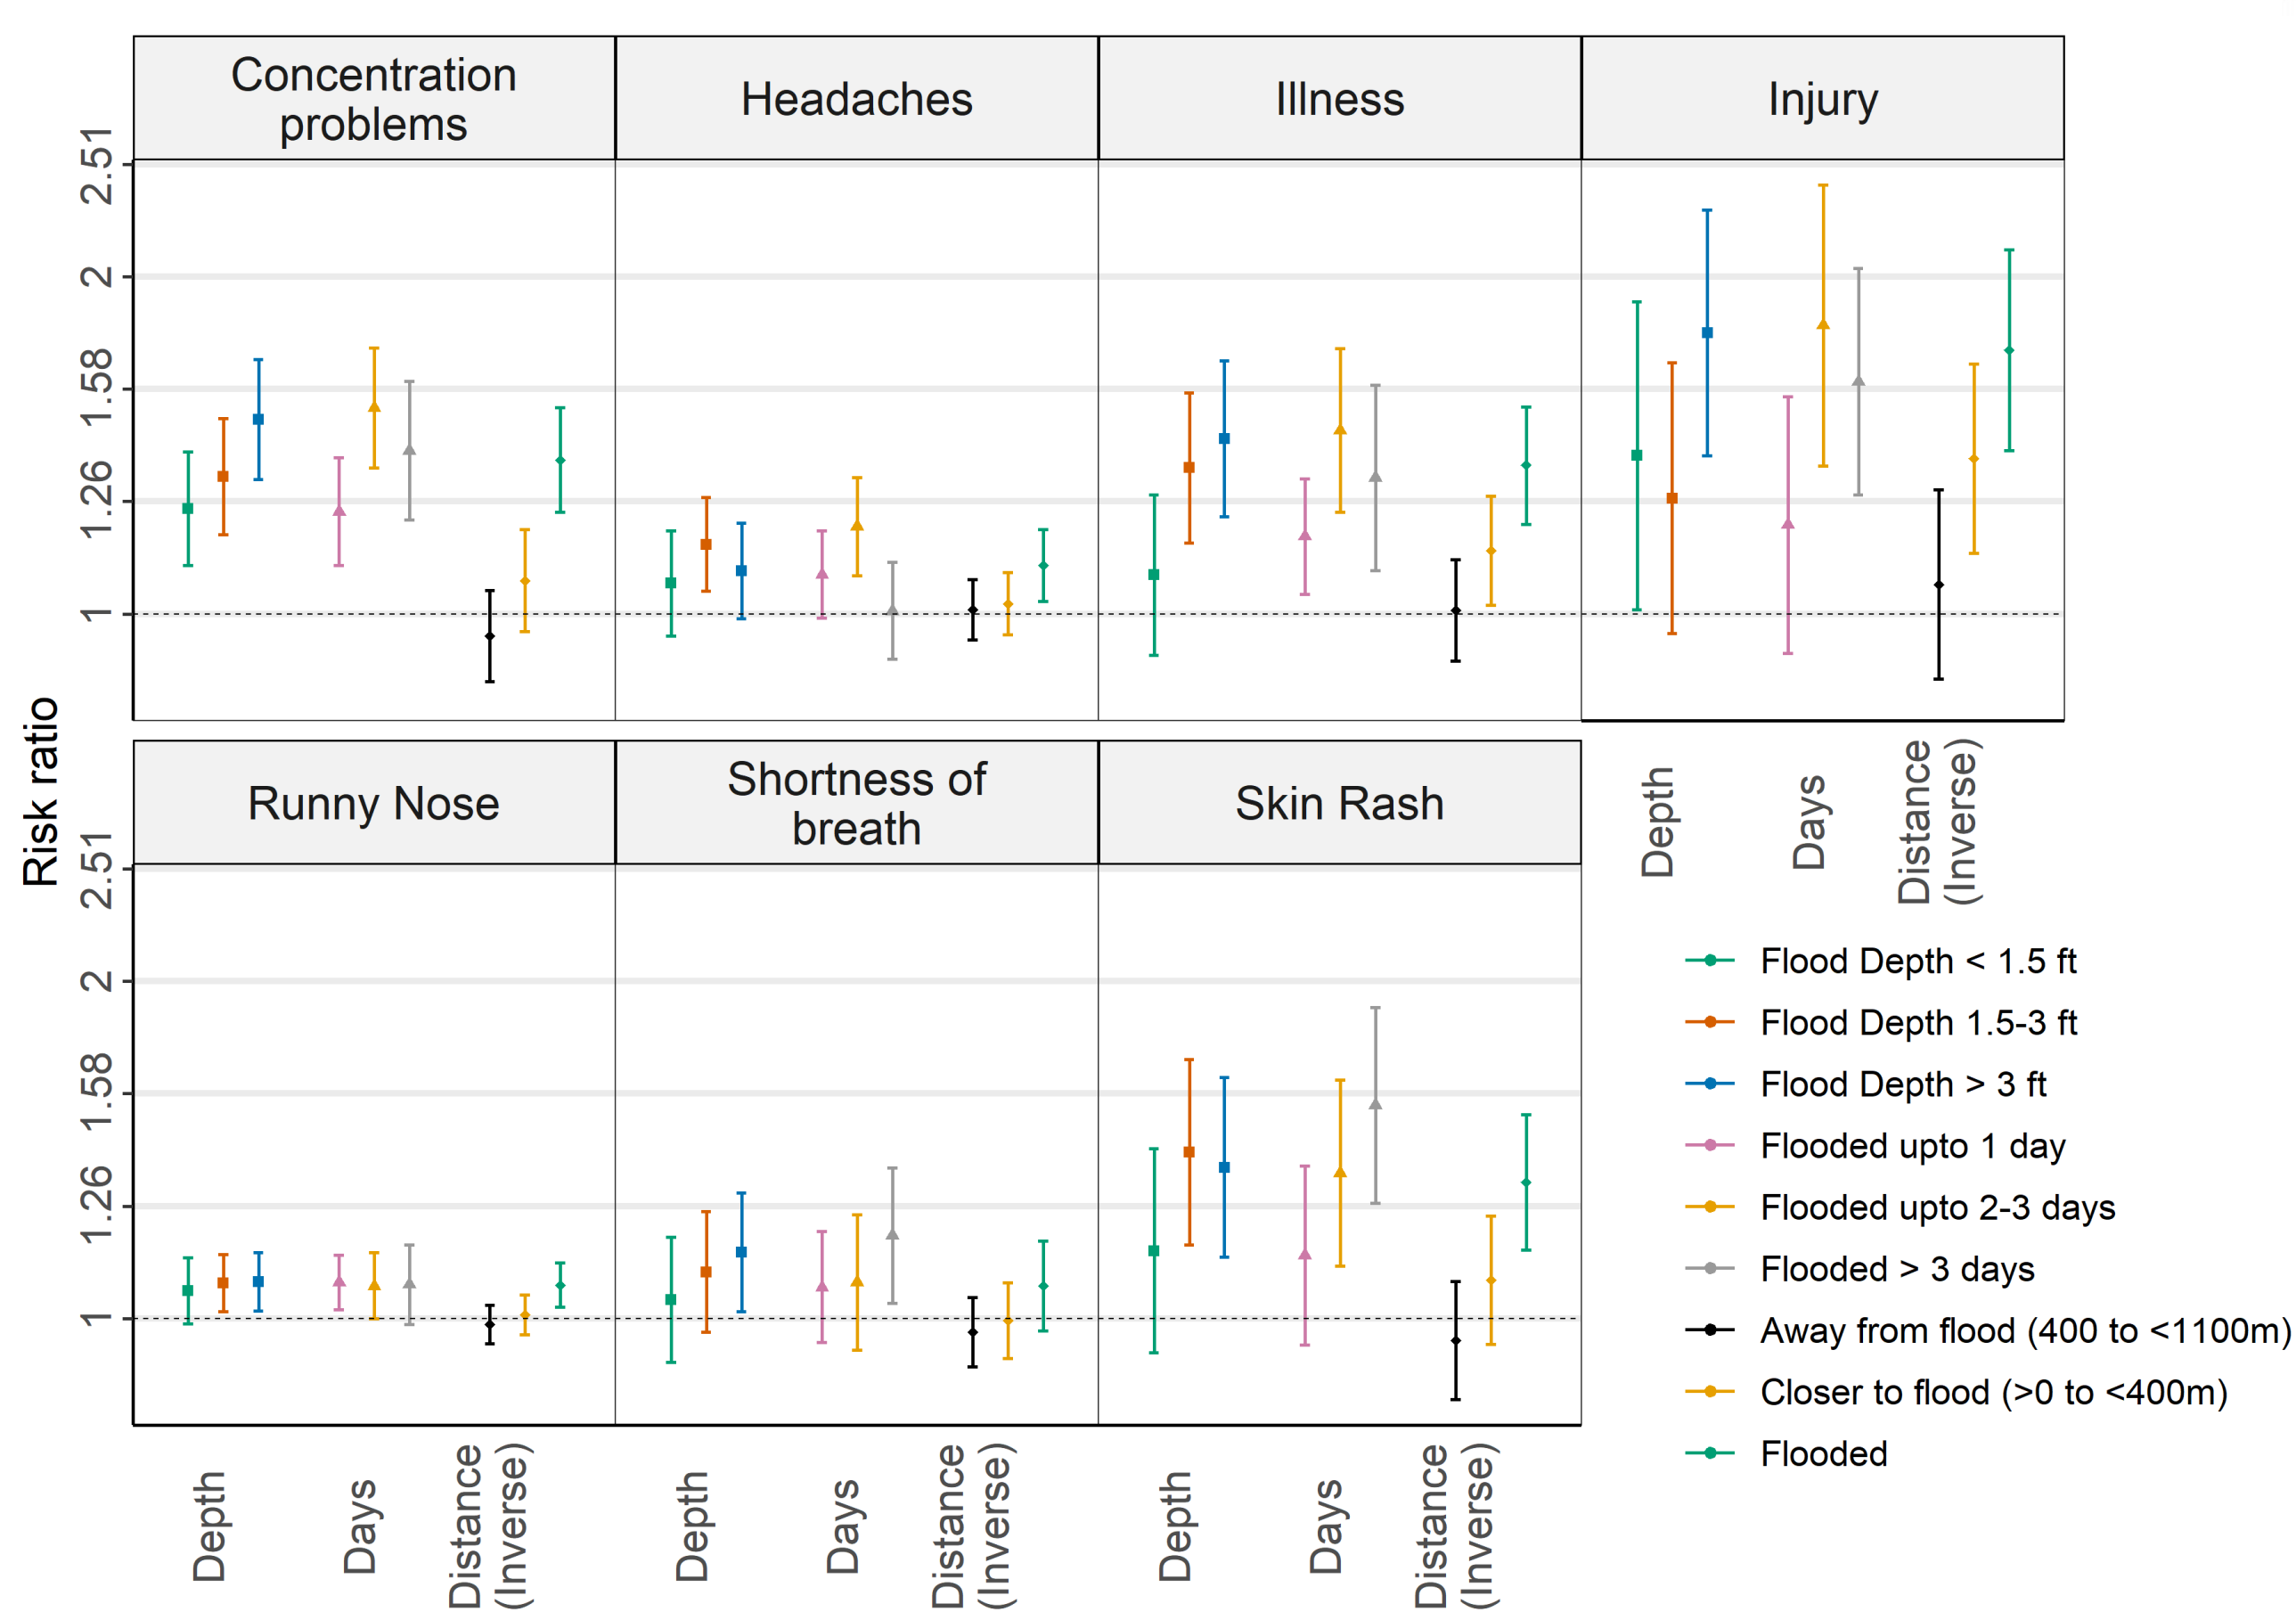 Concentration
problems
Headaches
Illness
Injury
2.51
2
1.58
1.26
1
Risk ratio
Depth
Days
Distance
(Inverse)
Runny Nose
Shortness of
breath
Skin Rash
2.51
2
1.58
1.26
1
Depth
Days
Distance
(Inverse)
Depth
Days
Distance
(Inverse)
Depth
Days
Distance
(Inverse)
Flood Depth < 1.5 ft
Flood Depth 1.5-3 ft
Flood Depth > 3 ft
Flooded upto 1 day
Flooded upto 2-3 days
Flooded > 3 days
Away from flood (400 to <1100m)
Closer to flood (>0 to <400m)
Flooded